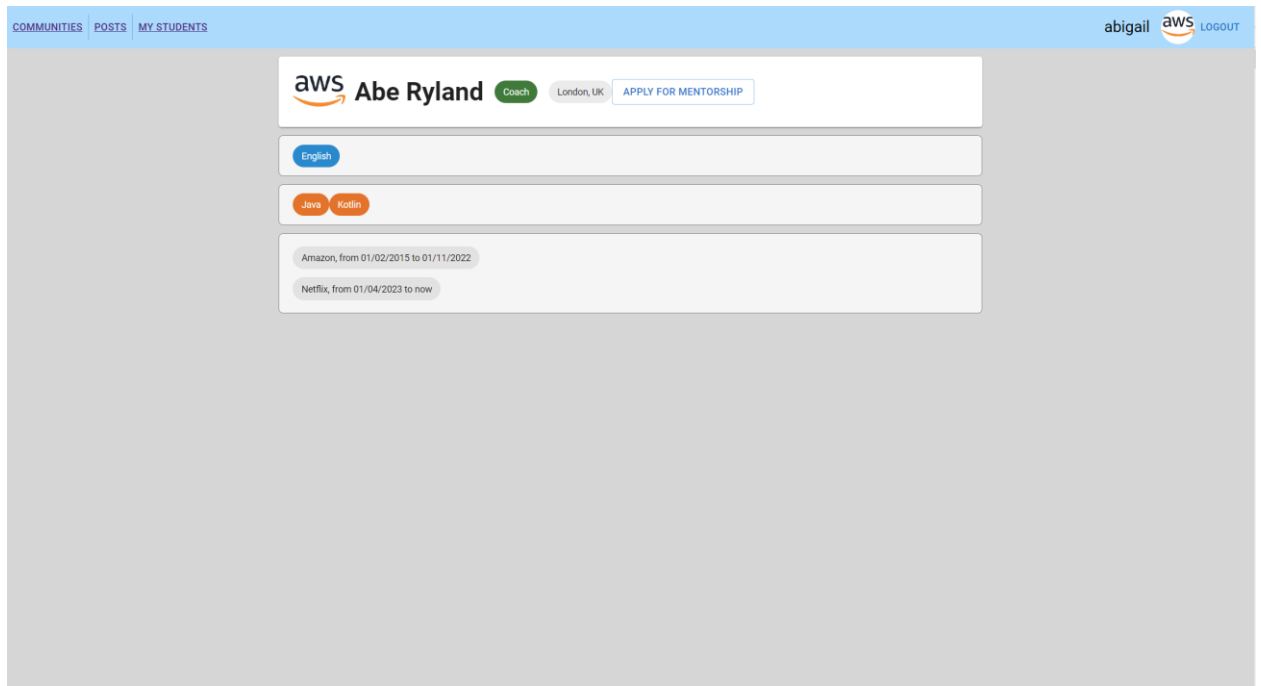 COMMUNITIES POSTS MY STUDENTS abigail aws LOGOUT
aws Abe Ryland Coach London, UK APPLY FOR MENTORSHIP
English
Java Kotlin
Amazon, from 01/02/2015 to 01/11/2022
Netflix, from 01/04/2023 to now